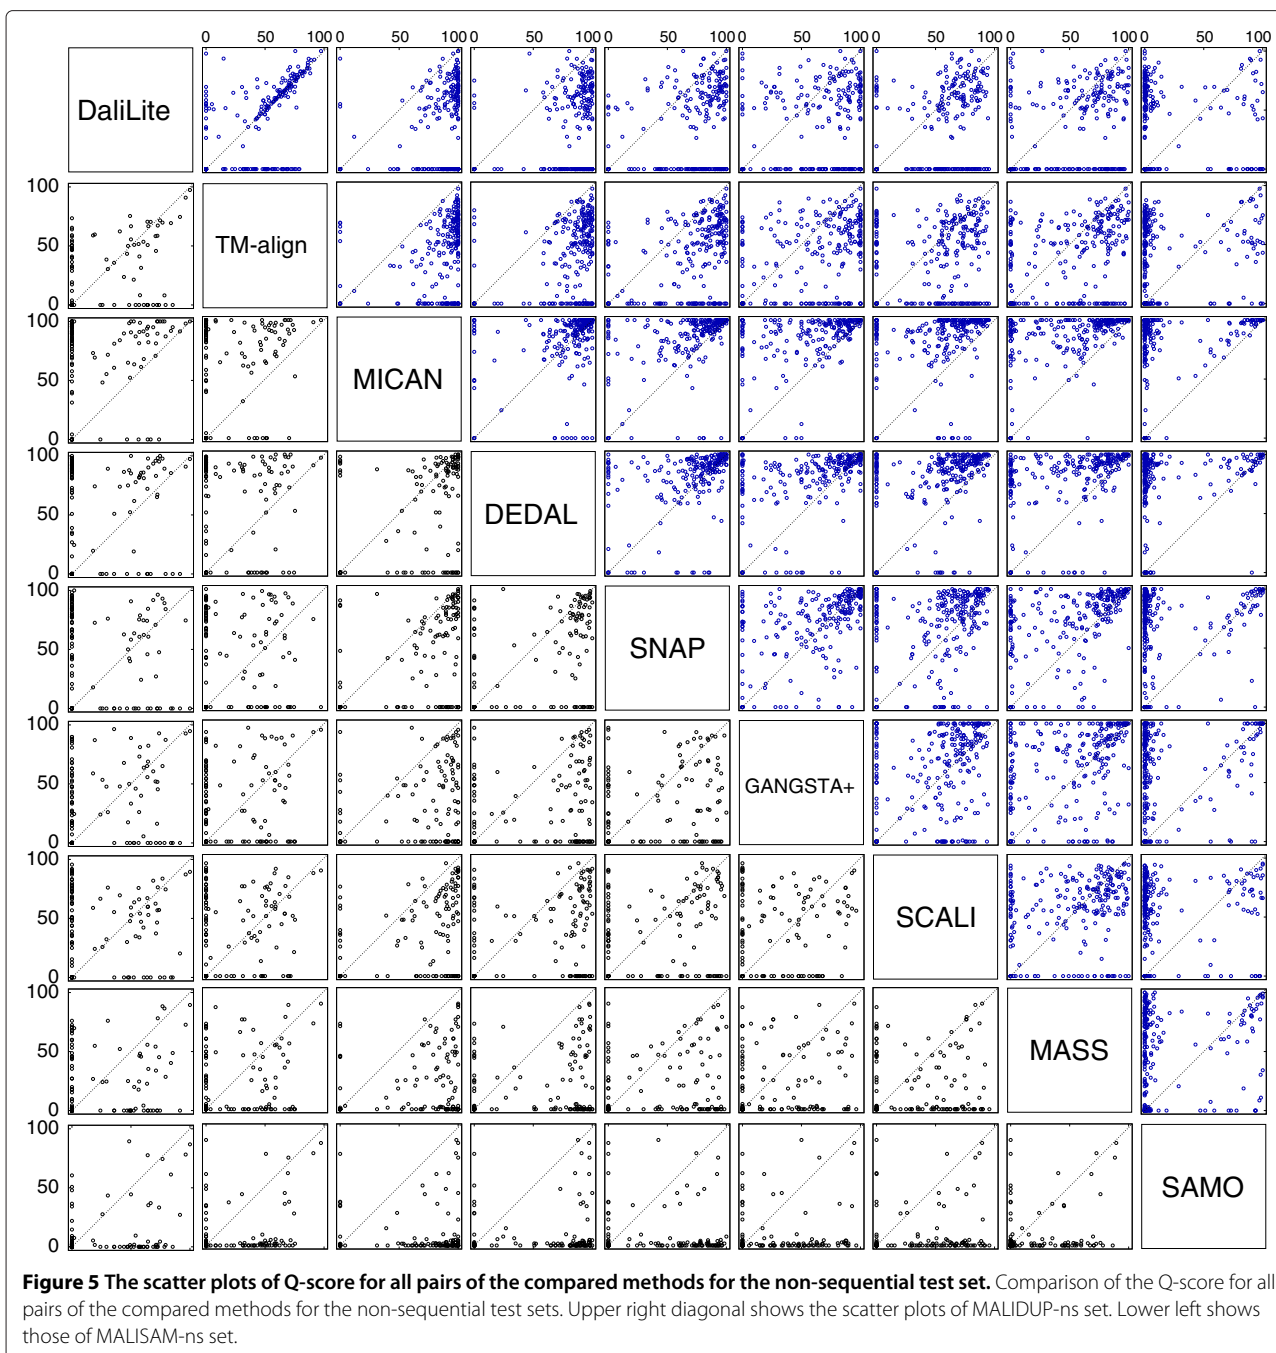 0 50 100 0 50 100 0 50 100 0 50 100 0 50 100 0 50 100 0 50 100 0 50 100
DaliLite
100
50
0
TM-align
100
50
0
MICAN
100
50
0
DEDAL
100
50
0
SNAP
100
50
0
GANGSTA+
100
50
0
SCALI
100
50
0
MASS
100
50
0
SAMO
Figure 5 The scatter plots of Q-score for all pairs of the compared methods for the non-sequential test set. Comparison of the Q-score for all
pairs of the compared methods for the non-sequential test sets. Upper right diagonal shows the scatter plots of MALIDUP-ns set. Lower left shows
those of MALISAM-ns set.